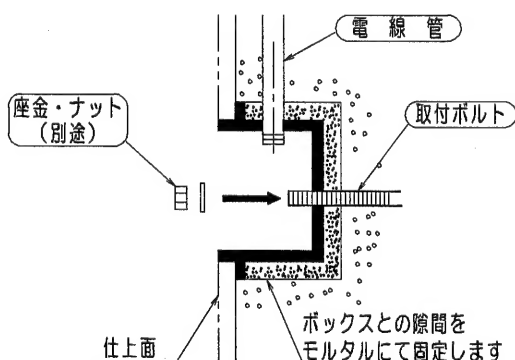 電線管
座金・ナット
(別途)
取付ボルト
仕上面
ボックスとの隙間を
モルタルにて固定します